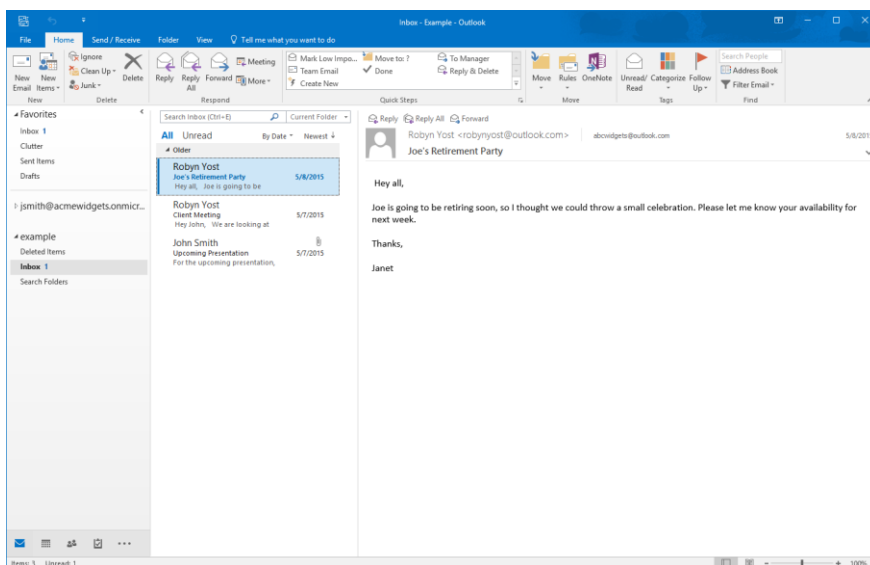 Inbox - Example - Outlook
File Home Send / Receive Folder View Tell me what you want to do
New Email
New Items
Ignore
Clean Up
Junk
Delete
Reply
Reply All
Forward
Meeting
More
Mark Low Impo...
Team Email
Create New
Move to: ?
Done
To Manager
Reply & Delete
Move
Rules
OneNote
Unread/ Read
Categorize
Follow Up
Search People
Address Book
Filter Email
New Delete Respond Quick Steps Move Tags Find
Favorites
Inbox 1
Clutter
Sent Items
Drafts
jsmith@acmewidgets.onmicr...
example
Deleted Items
Inbox 1
Search Folders
Search Inbox (Ctrl+E) Current Folder
All Unread By Date Newest
Older
Robyn Yost
Joe's Retirement Party 5/8/2015
Hey all, Joe is going to be
Robyn Yost
Client Meeting 5/7/2015
Hey John, We are looking at
John Smith
Upcoming Presentation 5/7/2015
For the upcoming presentation,
Reply Reply All Forward
Robyn Yost <robynyost@outlook.com> abcwidgets@outlook.com 5/8/201
Joe's Retirement Party
Hey all,
Joe is going to be retiring soon, so I thought we could throw a small celebration. Please let me know your availability for
next week.
Thanks,
Janet
Items: 3 Unread: 1 100%